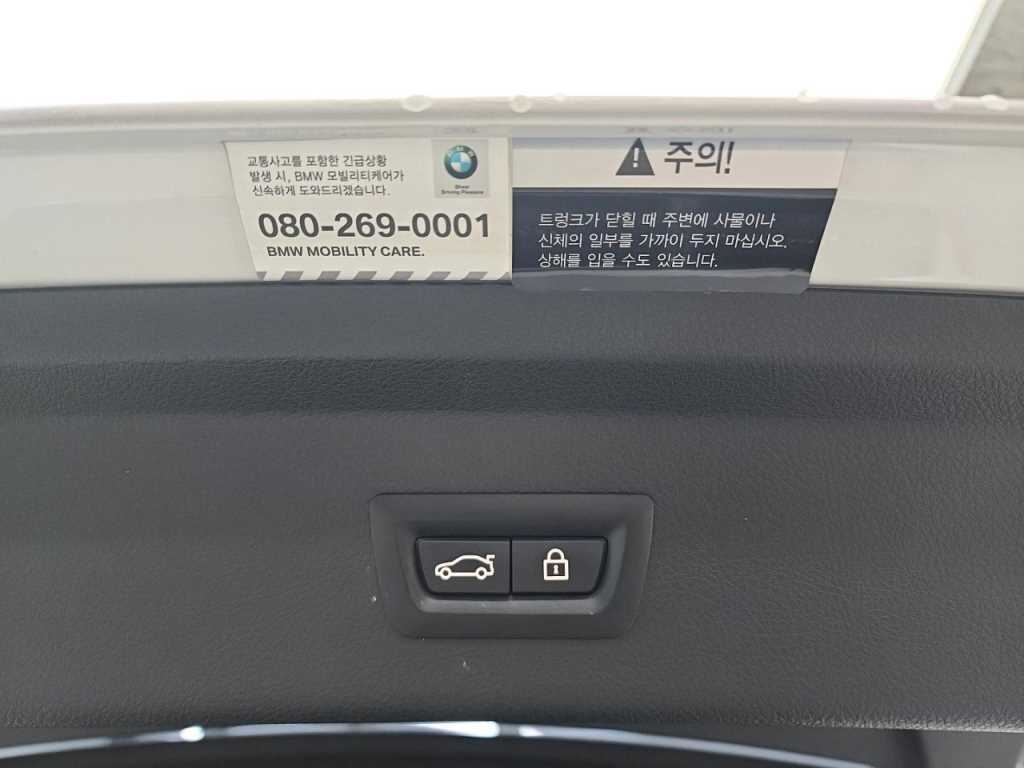 교통사고를 포함한 긴급상황
발생 시, BMW 모빌리티케어가
신속하게 도와드리겠습니다.
Sheer
Driving Pleasure
080-269-0001
BMW MOBILITY CARE.
주의!
트렁크가 닫힐 때 주변에 사물이나
신체의 일부를 가까이 두지 마십시오.
상해를 입을 수도 있습니다.